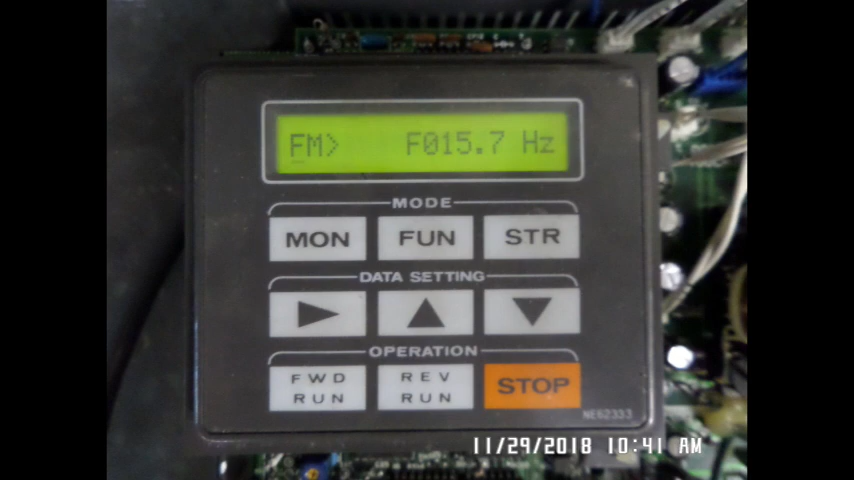 FM> F015.7 Hz
MODE
MON FUN STR
DATA SETTING
OPERATION
FWD RUN
REV RUN
STOP
NE62333
11/29/2018 10:41 AM